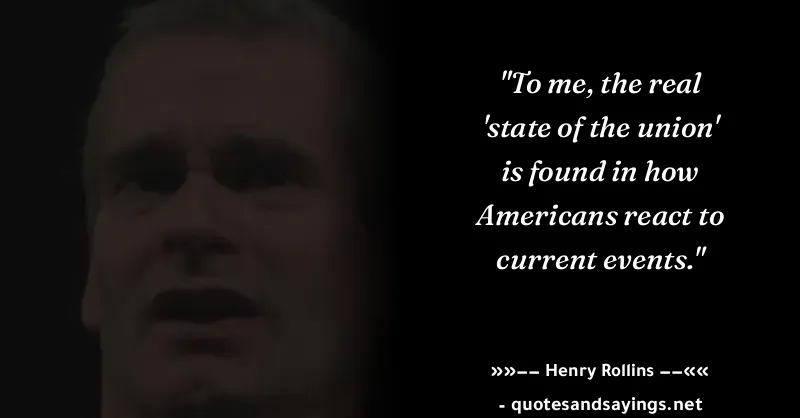 "To me, the real
'state of the union'
is found in how
Americans react to
current events."
»»–– Henry Rollins ––««
- quotesandsayings.net